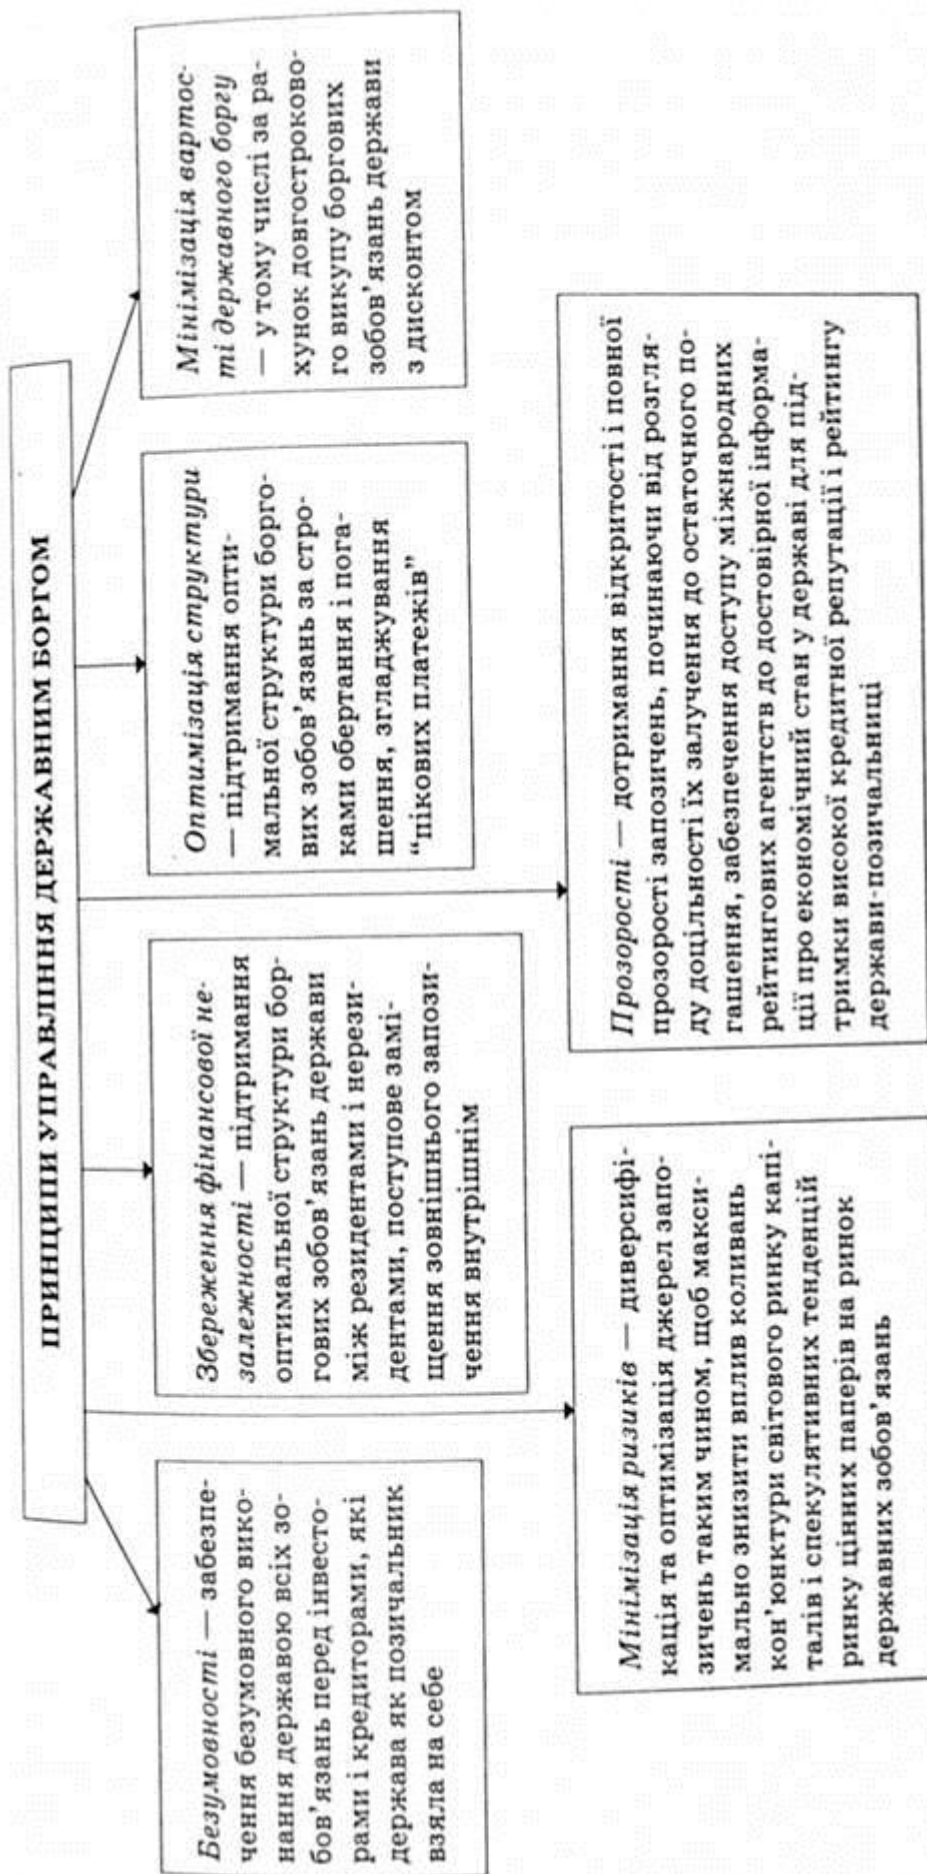 ПРИНЦИПИ УПРАВЛІННЯ ДЕРЖАВНИМ БОРГОМ
Безумовності — забезпе-
чення безумовного вико-
нання державою всіх зо-
бов’язань перед інвесто-
рами і кредиторами, які
держава як позичальник
взяла на себе
Збереження фінансової не-
залежності — підтримання
оптимальної структури бор-
гових зобов’язань держави
між резидентами і нерези-
дентами, поступове замі-
щення зовнішнього запози-
чення внутрішнім
Оптимізація структури
— підтримання опти-
мальної структури борго-
вих зобов’язань за стро-
ками обертання і пога-
шення, згладжування
“пікових платежів”
Мінімізація вартос-
ті державного боргу
— у тому числі за ра-
хунок довгостроково-
го викупу боргових
зобов’язань держави
з дисконтом
Мінімізація ризиків — диверсифі-
кація та оптимізація джерел запо-
зичень таким чином, щоб макси-
мально знизити вплив коливань
кон’юнктури світового ринку капі-
талів і спекулятивних тенденцій
ринку цінних паперів на ринок
державних зобов’язань
Прозорості — дотримання відкритості і повної
прозорості запозичень, починаючи від розгля-
ду доцільності їх залучення до остаточного по-
гашення, забезпечення доступу міжнародних
рейтингових агентств до достовірної інформа-
ції про економічний стан у державі для під-
тримки високої кредитної репутації і рейтингу
держави-позичальниці